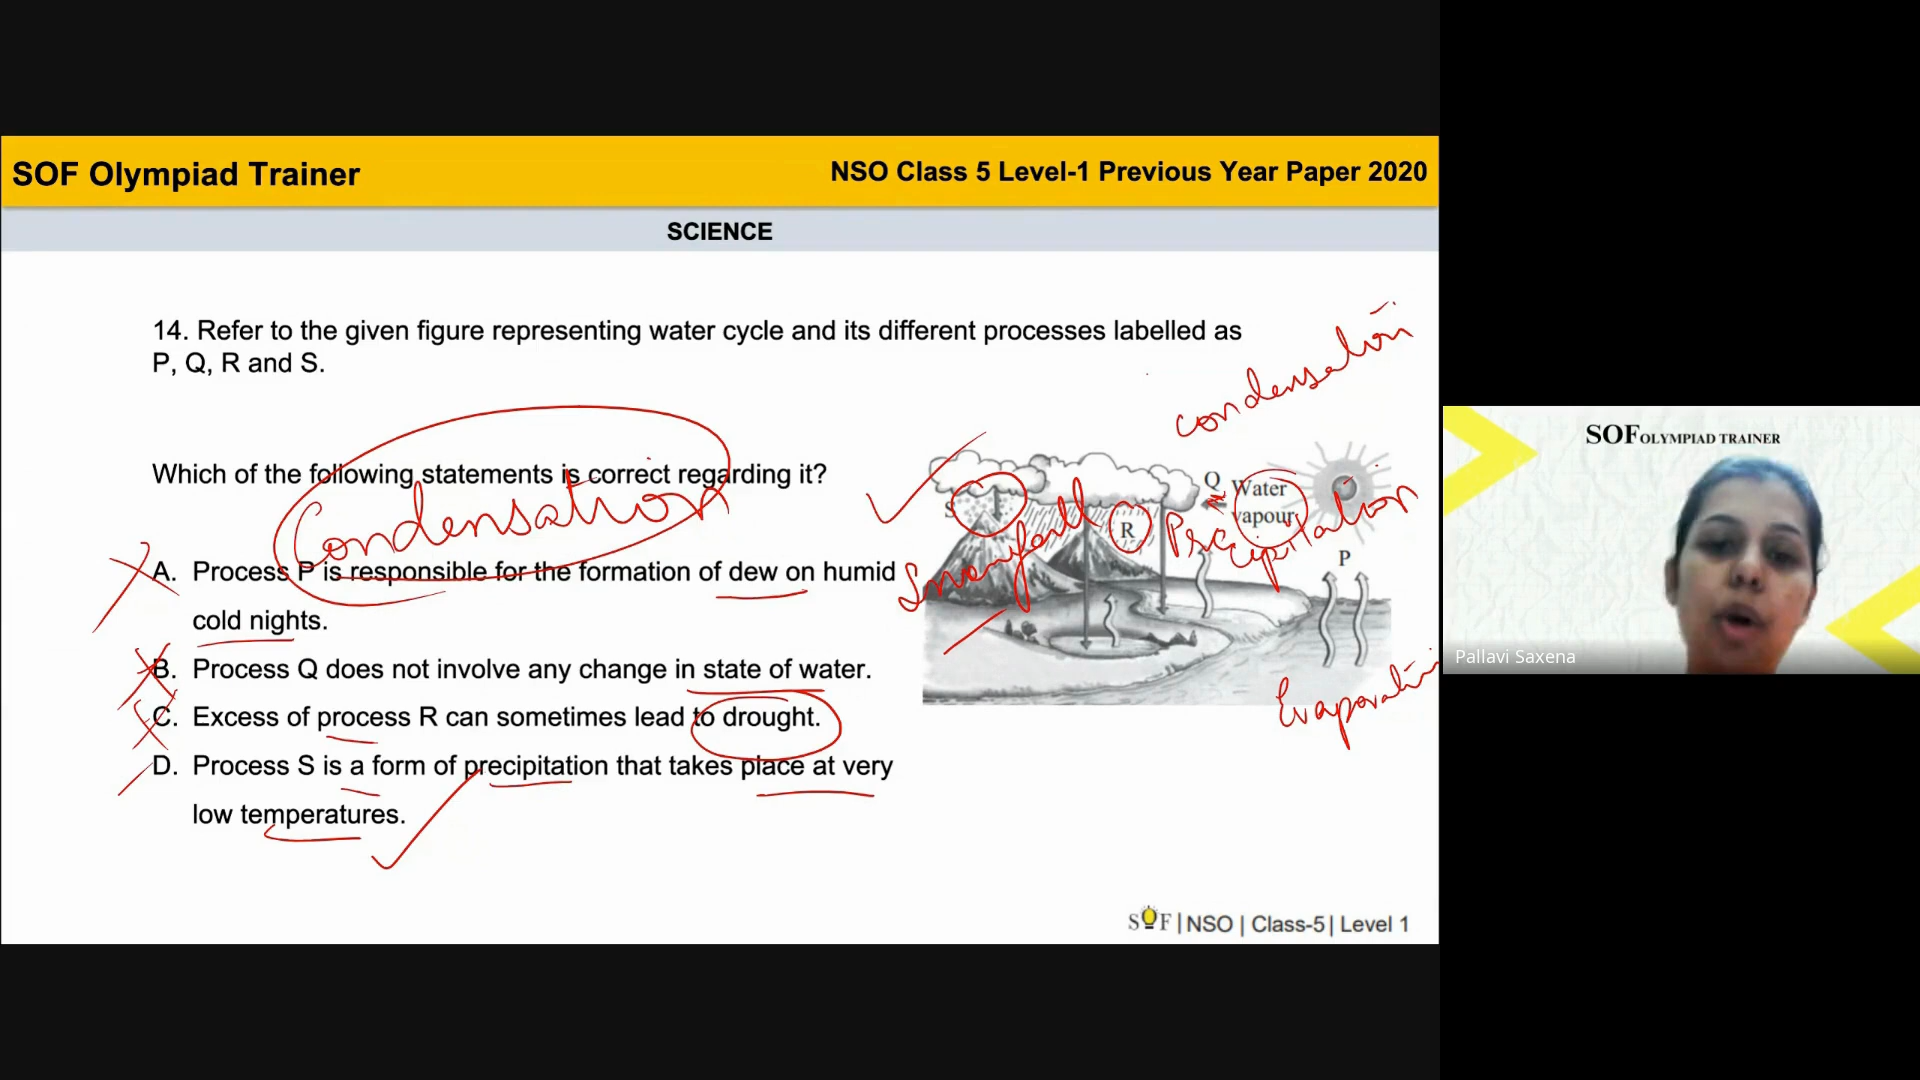 SOF Olympiad Trainer
NSO Class 5 Level-1 Previous Year Paper 2020
SCIENCE
14. Refer to the given figure representing water cycle and its different processes labelled as
P, Q, R and S.
condensation
Which of the following statements is correct regarding it?
Condensation
S
R
Q
Water
vapour
P
Snowfall
Precipitation
Evaporation
A. Process P is responsible for the formation of dew on humid
cold nights.
B. Process Q does not involve any change in state of water.
C. Excess of process R can sometimes lead to drought.
D. Process S is a form of precipitation that takes place at very
low temperatures.
SOF | NSO | Class-5 | Level 1
SOF OLYMPIAD TRAINER
Pallavi Saxena